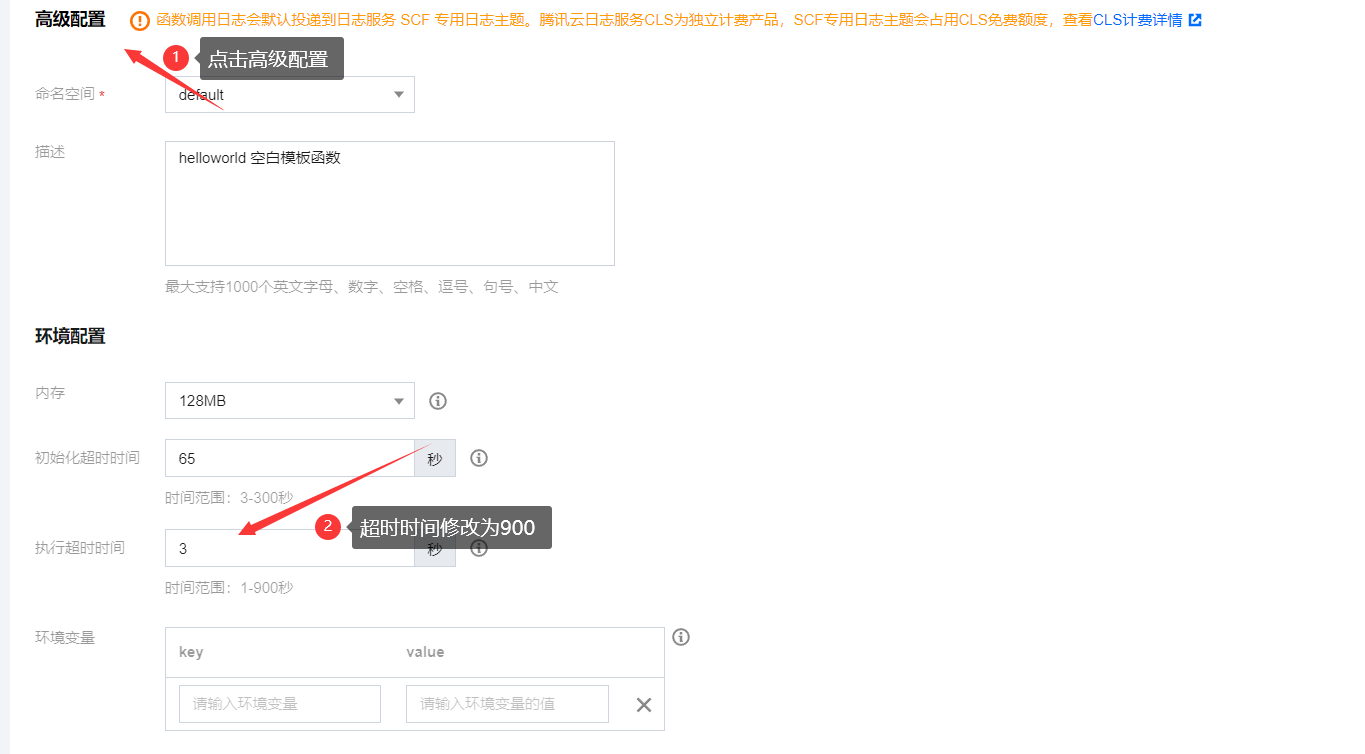 高级配置
函数调用日志会默认投递到日志服务 SCF 专用日志主题。腾讯云日志服务CLS为独立计费产品，SCF专用日志主题会占用CLS免费额度，查看CLS计费详情
1 点击高级配置
命名空间 *
default
描述
helloworld 空白模板函数
最大支持1000个英文字母、数字、空格、逗号、句号、中文
环境配置
内存
128MB
初始化超时时间
65 秒
时间范围：3-300秒
2 超时时间修改为900
执行超时时间
3 秒
时间范围：1-900秒
环境变量
key value
请输入环境变量 请输入环境变量的值